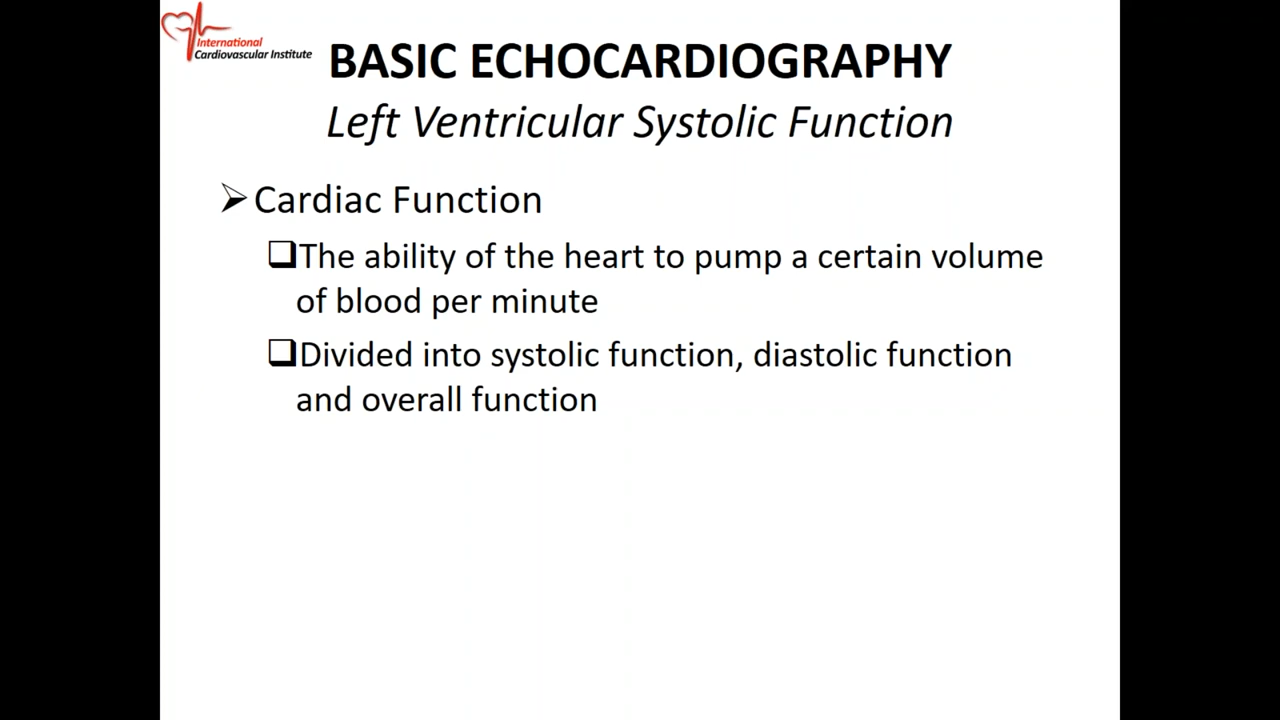 International
Cardiovascular Institute
BASIC ECHOCARDIOGRAPHY
Left Ventricular Systolic Function
Cardiac Function
The ability of the heart to pump a certain volume
of blood per minute
Divided into systolic function, diastolic function
and overall function